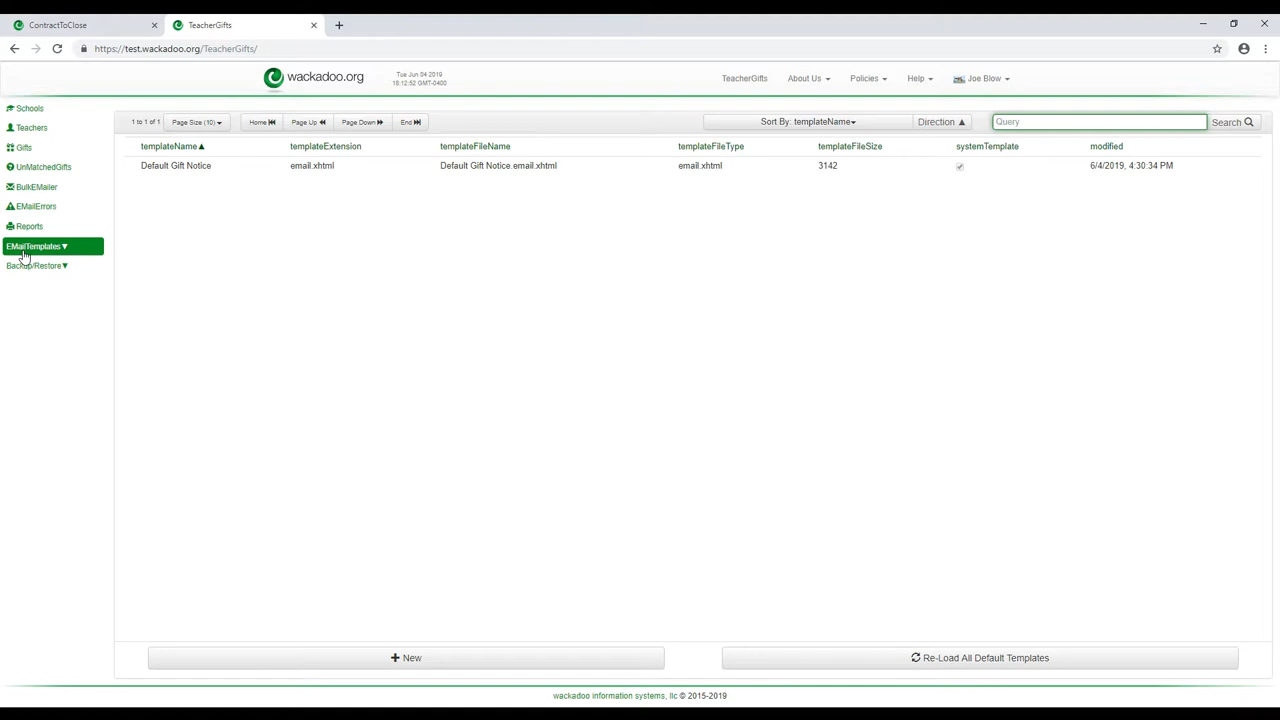 ContractToClose
TeacherGifts
https://test.wackadoo.org/TeacherGifts/
wackadoo.org
Tue Jun 04 2019
18:12:52 GMT-0400
TeacherGifts
About Us
Policies
Help
Joe Blow
Schools
Teachers
Gifts
UnMatchedGifts
BulkEMailer
EMailErrors
Reports
EMailTemplates▼
Backup/Restore▼
1 to 1 of 1
Page Size (10)
Home
Page Up
Page Down
End
Sort By: templateName
Direction ▲
Query
Search
templateName▲ templateExtension templateFileName templateFileType templateFileSize systemTemplate modified
Default Gift Notice email.xhtml Default Gift Notice.email.xhtml email.xhtml 3142 6/4/2019, 4:30:34 PM
New
Re-Load All Default Templates
wackadoo information systems, llc © 2015-2019